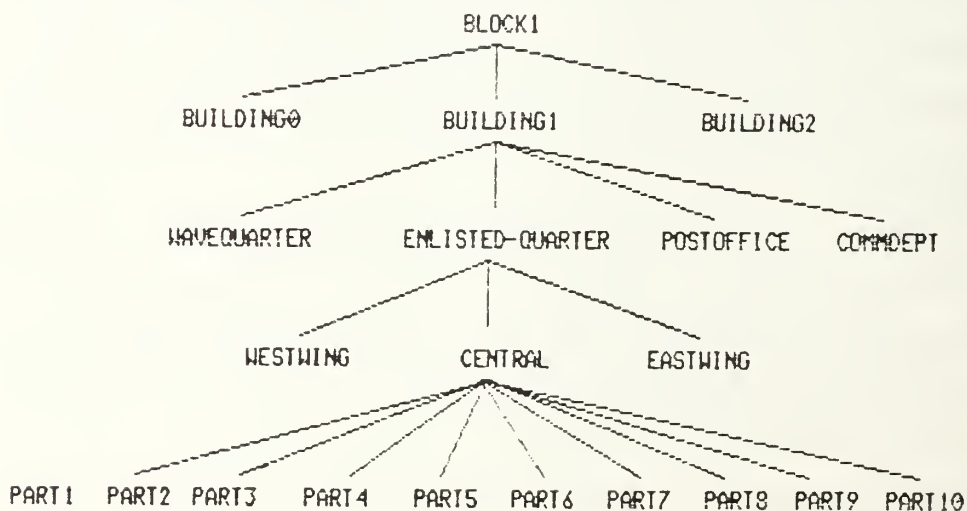 BLOCK1
BUILDING0 BUILDING1 BUILDING2
WAVEQUARTER ENLISTED-QUARTER POSTOFFICE COMMDEPT
WESTWING CENTRAL EASTWING
PART1 PART2 PART3 PART4 PART5 PART6 PART7 PART8 PART9 PART10